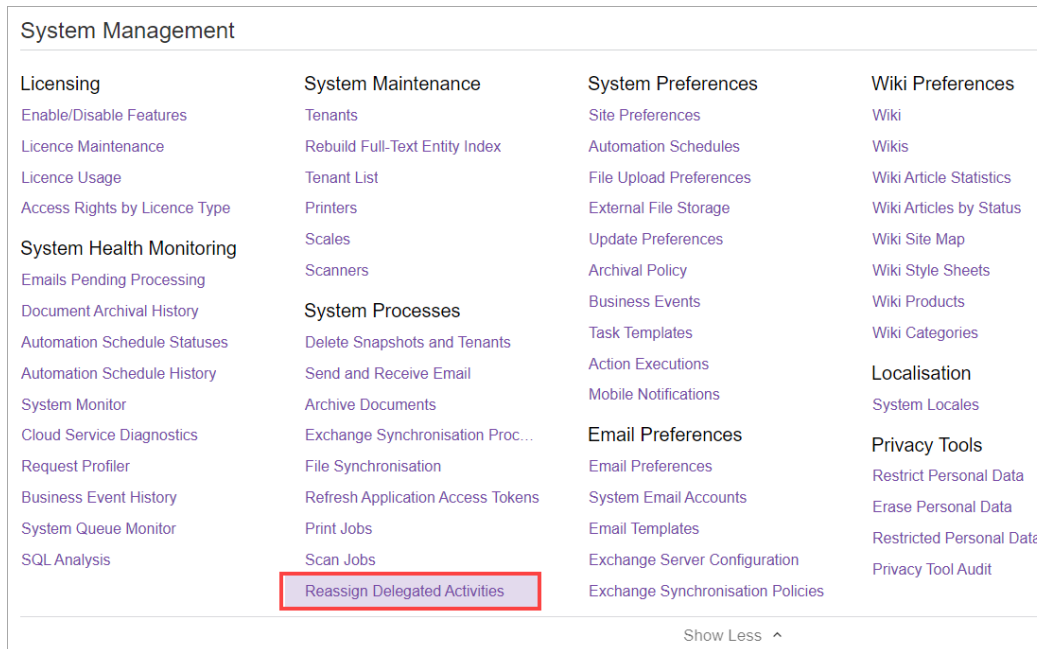 System Management
Licensing
Enable/Disable Features
Licence Maintenance
Licence Usage
Access Rights by Licence Type
System Health Monitoring
Emails Pending Processing
Document Archival History
Automation Schedule Statuses
Automation Schedule History
System Monitor
Cloud Service Diagnostics
Request Profiler
Business Event History
System Queue Monitor
SQL Analysis
System Maintenance
Tenants
Rebuild Full-Text Entity Index
Tenant List
Printers
Scales
Scanners
System Processes
Delete Snapshots and Tenants
Send and Receive Email
Archive Documents
Exchange Synchronisation Proc...
File Synchronisation
Refresh Application Access Tokens
Print Jobs
Scan Jobs
Reassign Delegated Activities
System Preferences
Site Preferences
Automation Schedules
File Upload Preferences
External File Storage
Update Preferences
Archival Policy
Business Events
Task Templates
Action Executions
Mobile Notifications
Email Preferences
Email Preferences
System Email Accounts
Email Templates
Exchange Server Configuration
Exchange Synchronisation Policies
Wiki Preferences
Wiki
Wikis
Wiki Article Statistics
Wiki Articles by Status
Wiki Site Map
Wiki Style Sheets
Wiki Products
Wiki Categories
Localisation
System Locales
Privacy Tools
Restrict Personal Data
Erase Personal Data
Restricted Personal Data
Privacy Tool Audit
Show Less